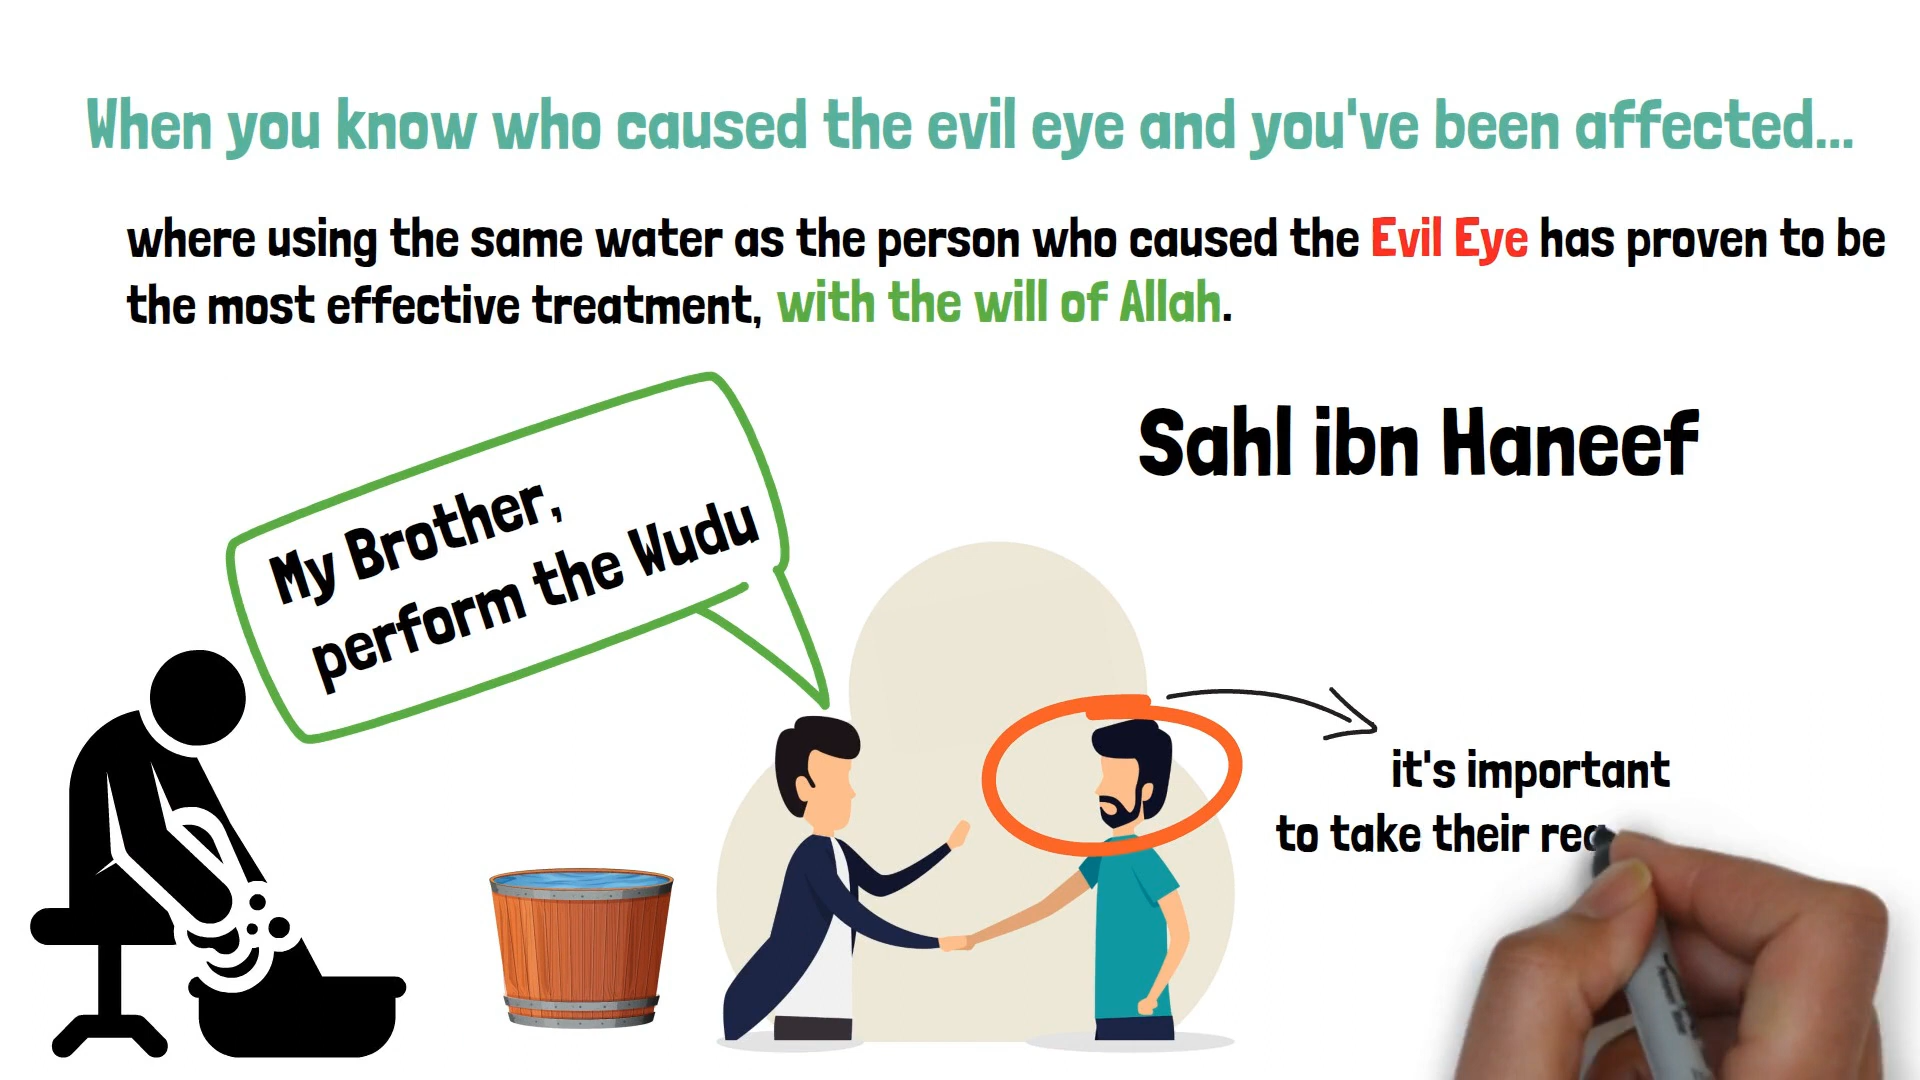 When you know who caused the evil eye and you've been affected...
where using the same water as the person who caused the Evil Eye has proven to be
the most effective treatment, with the will of Allah.
Sahl ibn Haneef
My Brother,
perform the Wudu
it's important
to take their